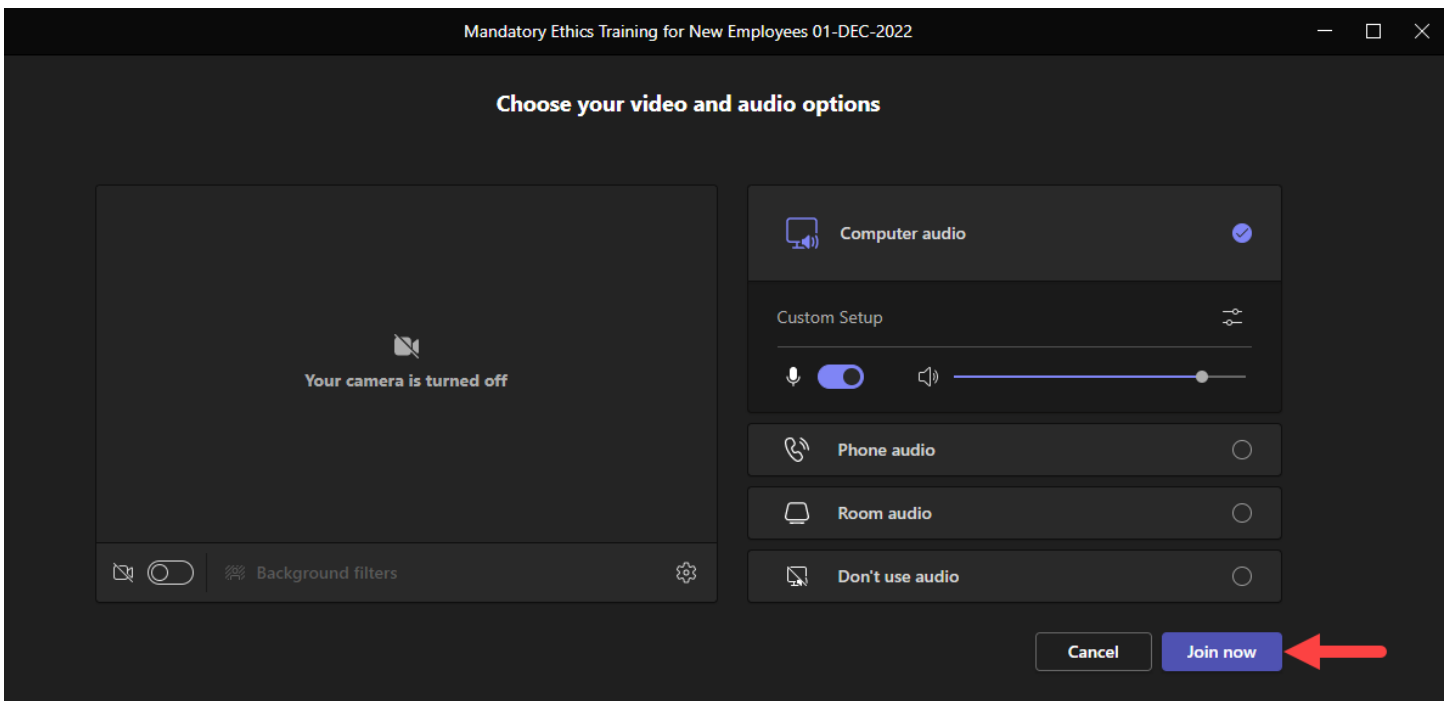 Mandatory Ethics Training for New Employees 01-DEC-2022
Choose your video and audio options
Your camera is turned off
Background filters
Computer audio
Custom Setup
Phone audio
Room audio
Don't use audio
Cancel
Join now